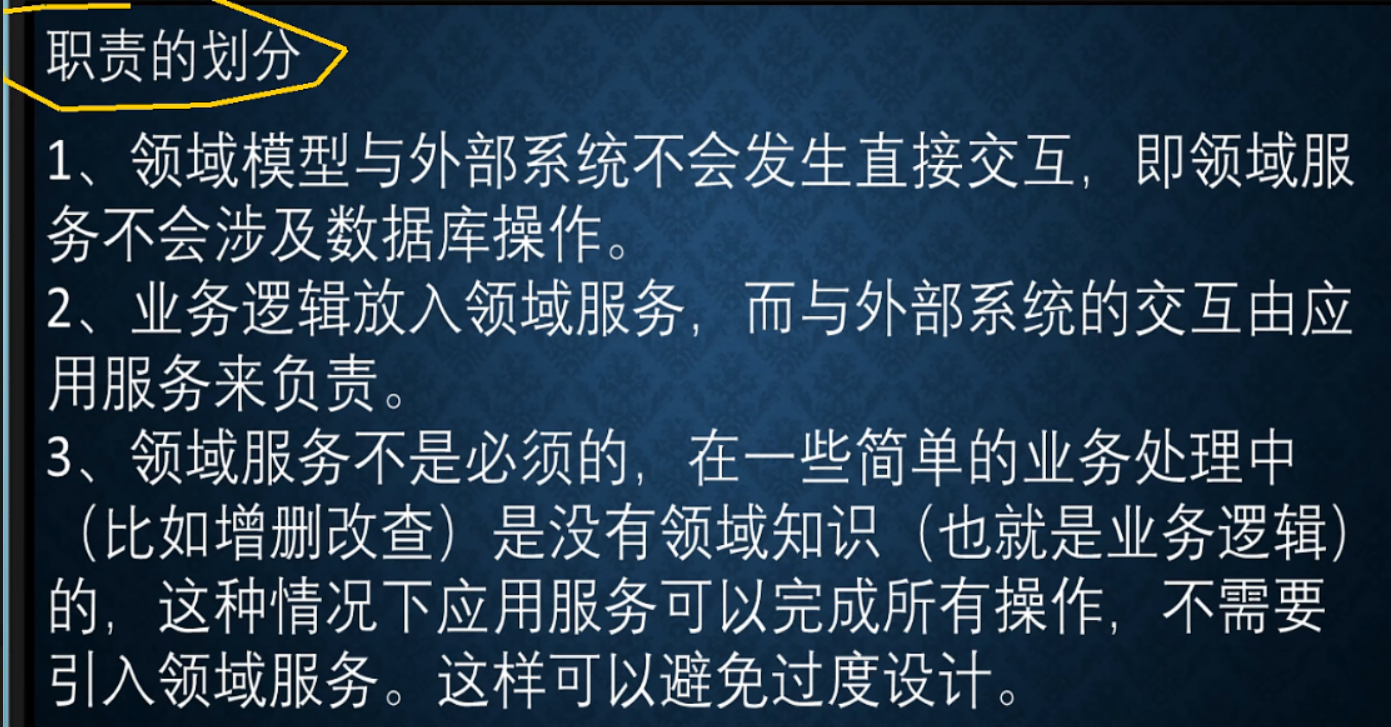 职责的划分
1、领域模型与外部系统不会发生直接交互，即领域服
务不会涉及数据库操作。
2、业务逻辑放入领域服务，而与外部系统的交互由应
用服务来负责。
3、领域服务不是必须的，在一些简单的业务处理中
（比如增删改查）是没有领域知识（也就是业务逻辑）
的，这种情况下应用服务可以完成所有操作，不需要
引入领域服务。这样可以避免过度设计。